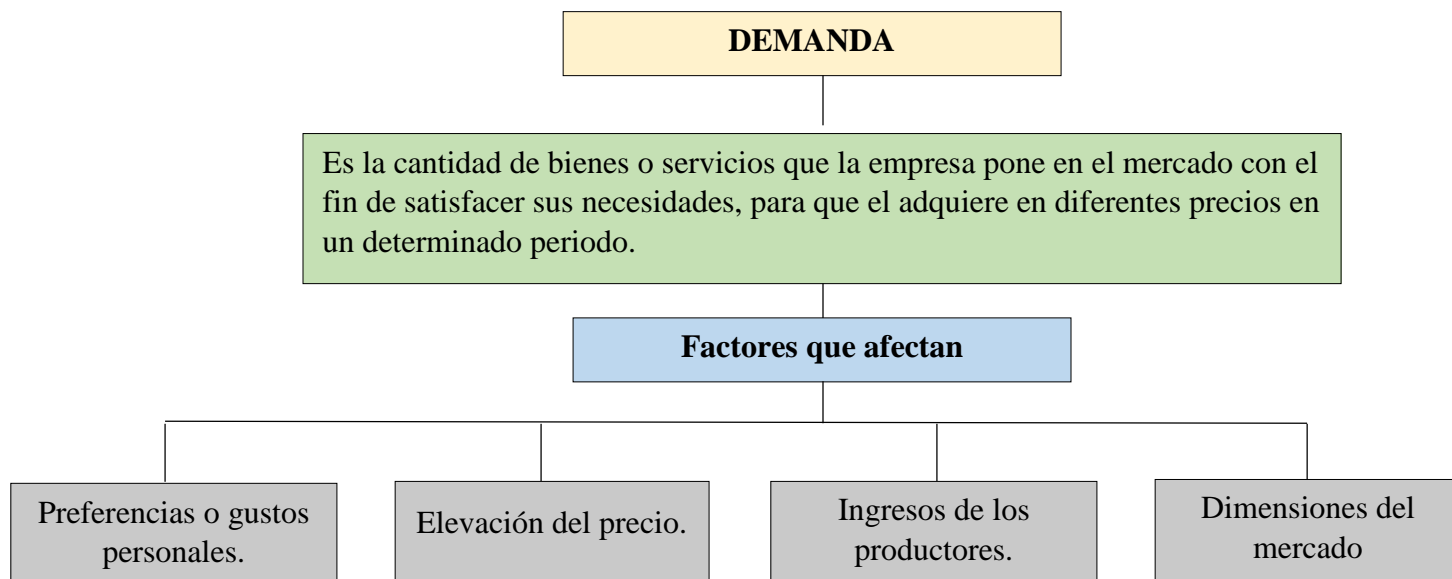 DEMANDA
Es la cantidad de bienes o servicios que la empresa pone en el mercado con el
fin de satisfacer sus necesidades, para que el adquiere en diferentes precios en
un determinado periodo.
Factores que afectan
Preferencias o gustos
personales.
Elevación del precio.
Ingresos de los
productores.
Dimensiones del
mercado